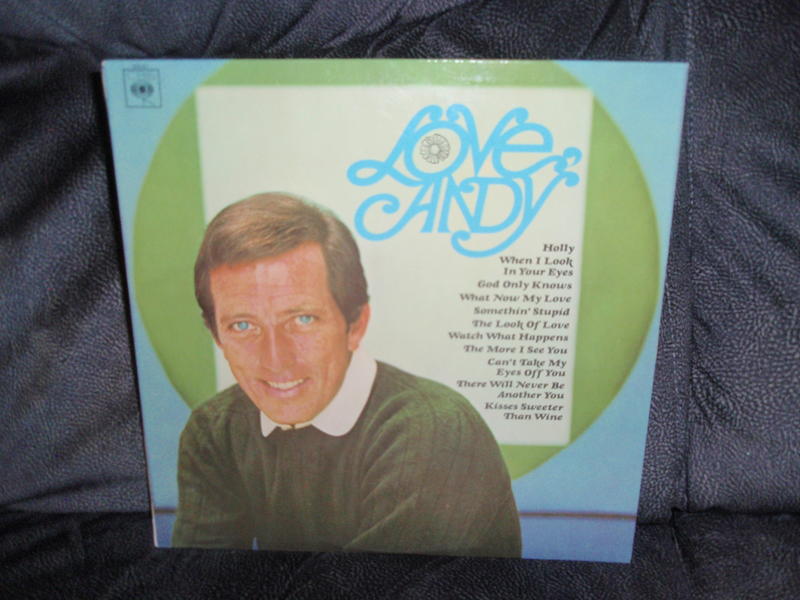 LOVE,
ANDY
Holly
When I Look
In Your Eyes
God Only Knows
What Now My Love
Somethin' Stupid
The Look Of Love
Watch What Happens
The More I See You
Can't Take My
Eyes Off You
There Will Never Be
Another You
Kisses Sweeter
Than Wine